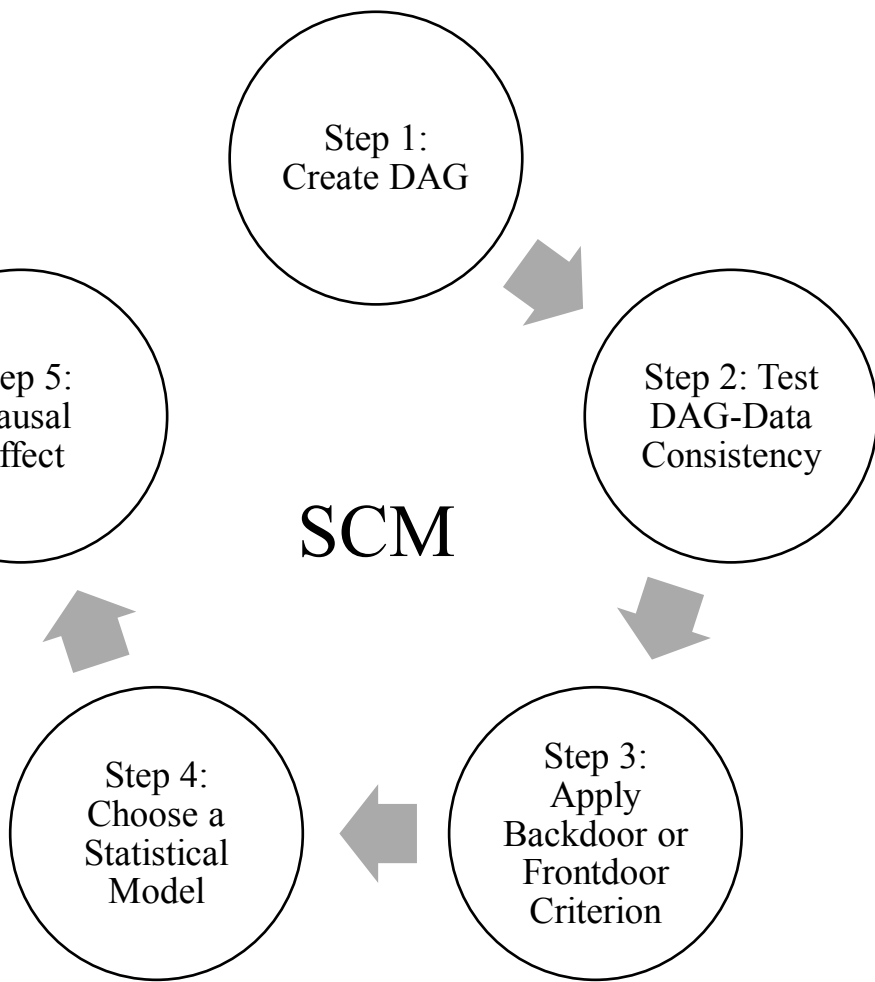 Step 1:
Create DAG
Step 2: Test
DAG-Data
Consistency
Step 3:
Apply
Backdoor or
Frontdoor
Criterion
Step 4:
Choose a
Statistical
Model
ep 5:
ausal
ffect
SCM